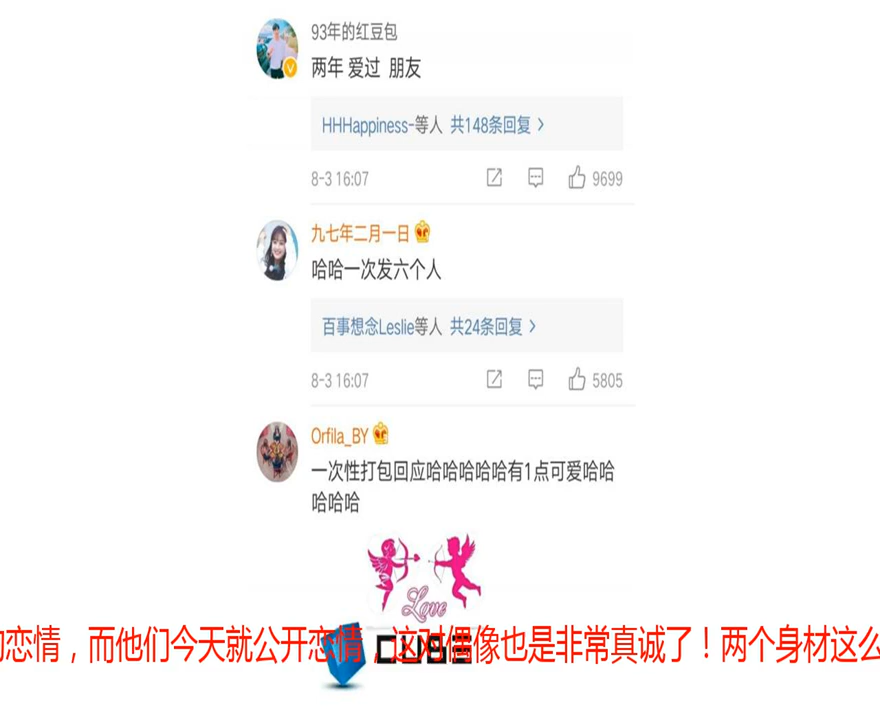 93年的红豆包
两年 爱过 朋友
HHHappiness-等人 共148条回复 >
8-3 16:07 9699
九七年二月一日
哈哈一次发六个人
百事想念Leslie等人 共24条回复 >
8-3 16:07 5805
Orfila_BY
一次性打包回应哈哈哈哈哈有1点可爱哈哈
哈哈哈
Love
的恋情，而他们今天就公开恋情，这对偶像也是非常真诚了！两个身材这么